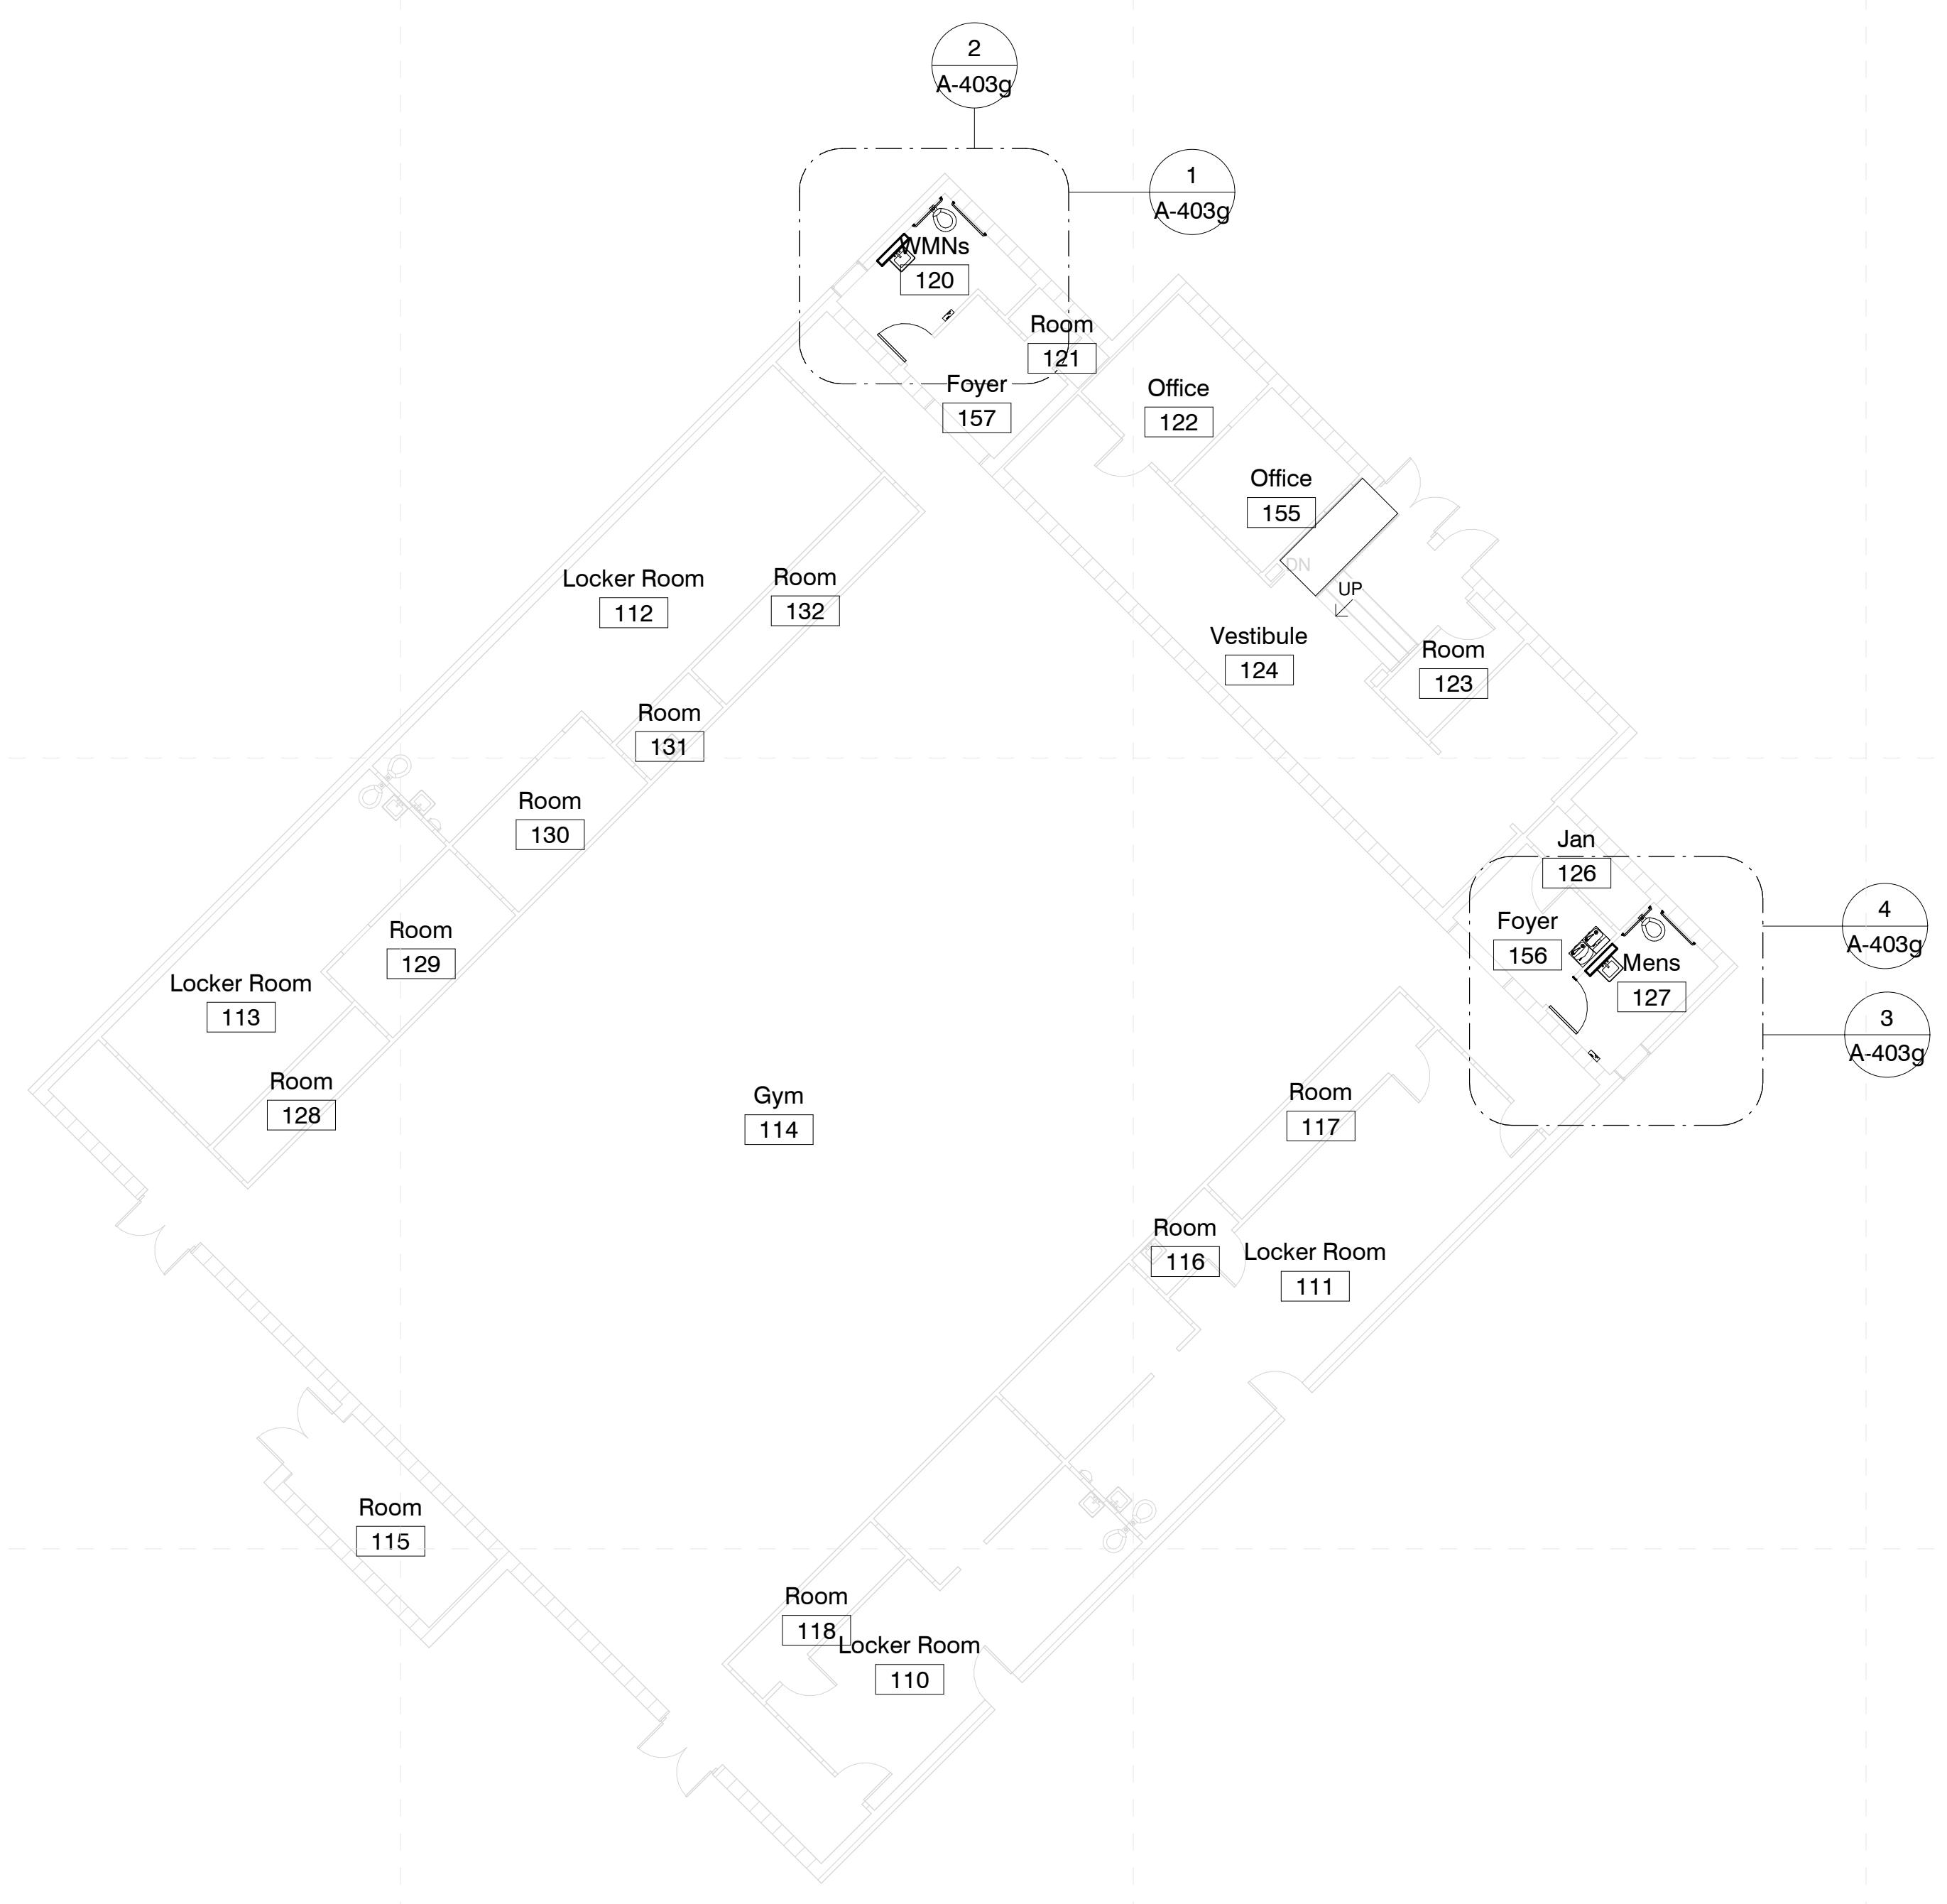 2
A-403g
1
A-403g
WMNs
120
Room
121
Foyer
157
Office
122
Office
155
DN
UP
Locker Room
112
Room
132
Vestibule
124
Room
123
Room
131
Room
130
Jan
126
Foyer
156
Mens
127
4
A-403g
3
A-403g
Room
129
Locker Room
113
Room
128
Gym
114
Room
117
Room
116
Locker Room
111
Room
115
Room
118
Locker Room
110